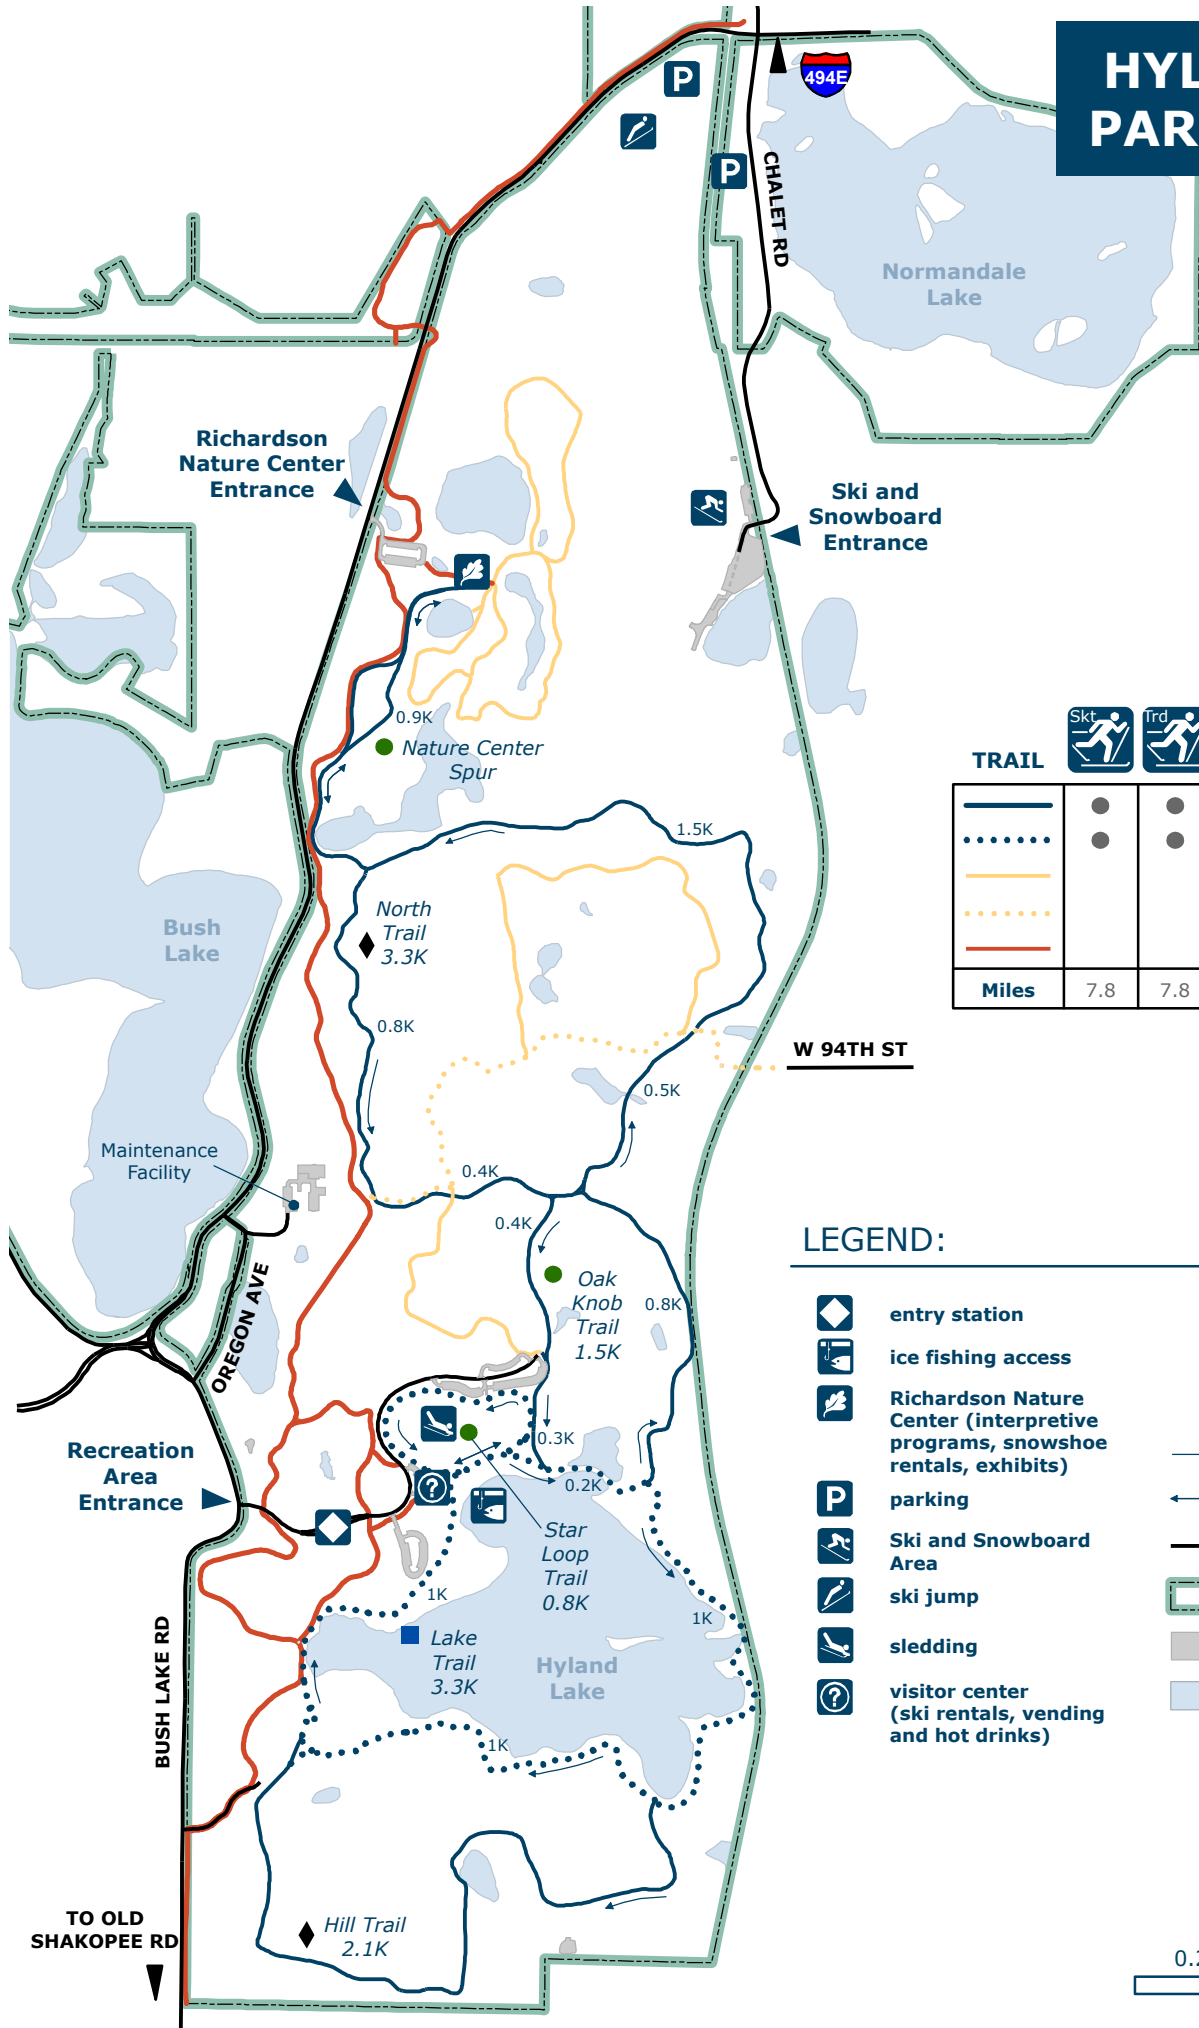 HYL
PAR
P
494E
P
CHALET RD
Normandale
Lake
Richardson
Nature Center
Entrance
Ski and
Snowboard
Entrance
0.9K
Nature Center
Spur
Skt
Trd
TRAIL
Miles
7.8
7.8
1.5K
North
Trail
3.3K
Bush
Lake
0.8K
W 94TH ST
0.5K
Maintenance
Facility
0.4K
0.4K
OREGON AVE
Oak
Knob
Trail
1.5K
0.8K
0.3K
0.2K
Recreation
Area
Entrance
?
Star
Loop
Trail
0.8K
1K
1K
Lake
Trail
3.3K
Hyland
Lake
BUSH LAKE RD
1K
TO OLD
SHAKOPEE RD
Hill Trail
2.1K
LEGEND:
entry station
ice fishing access
Richardson Nature
Center (interpretive
programs, snowshoe
rentals, exhibits)
P
parking
Ski and Snowboard
Area
ski jump
sledding
?
visitor center
(ski rentals, vending
and hot drinks)
0.2